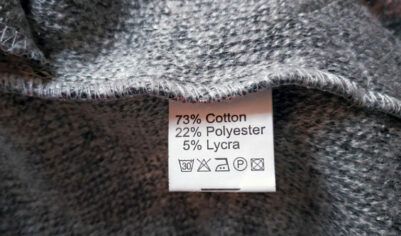 73% Cotton
22% Polyester
5% Lycra
30 P